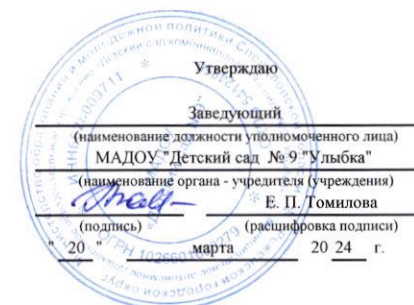 Утверждаю
Заведующий
(наименование должности уполномоченного лица)
МАДОУ "Детский сад № 9 "Улыбка"
(наименование органа - учредителя (учреждения)
Е. П. Томилова
(подпись) (расшифровка подписи)
" 20 " марта 20 24 г.